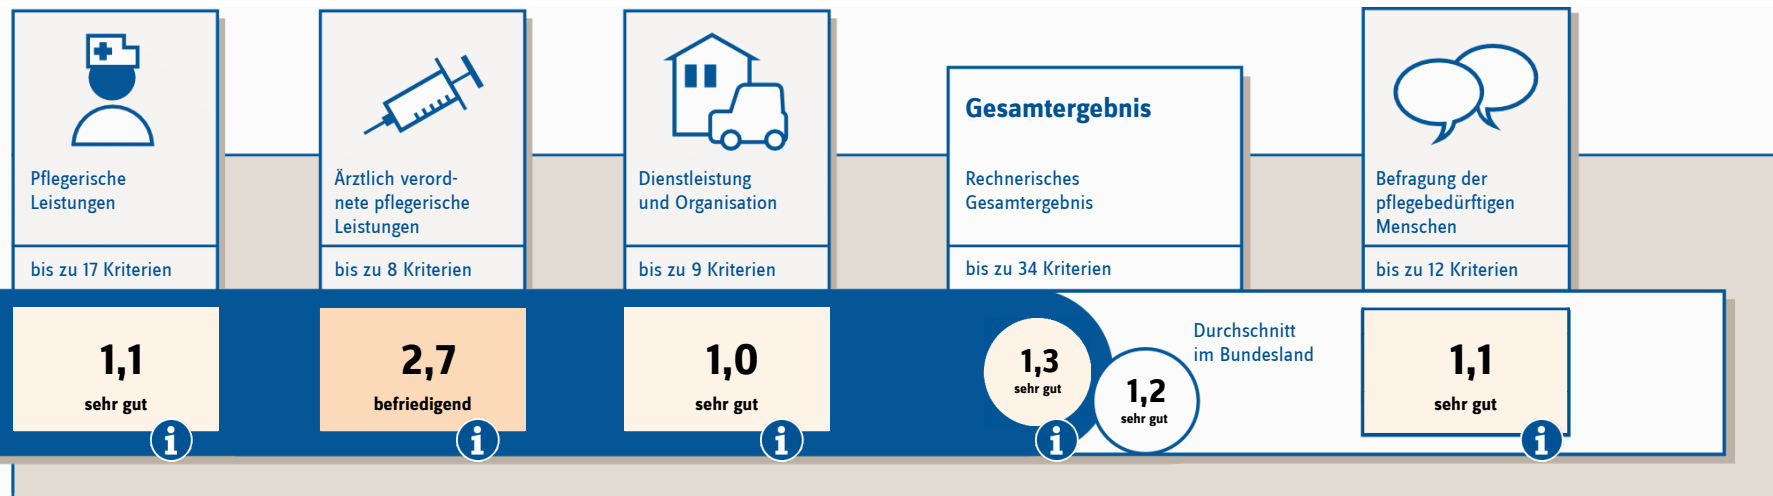 Pflegerische
Leistungen
bis zu 17 Kriterien
1,1
sehr gut
i
Ärztlich verord-
nete pflegerische
Leistungen
bis zu 8 Kriterien
2,7
befriedigend
i
Dienstleistung
und Organisation
bis zu 9 Kriterien
1,0
sehr gut
i
Gesamtergebnis
Rechnerisches
Gesamtergebnis
bis zu 34 Kriterien
1,3
sehr gut
i
Durchschnitt
im Bundesland
1,2
sehr gut
Befragung der
pflegebedürftigen
Menschen
bis zu 12 Kriterien
1,1
sehr gut
i